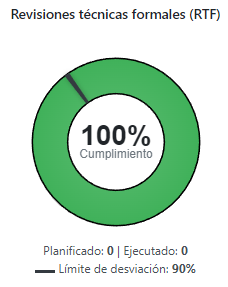 Revisiones técnicas formales (RTF)
100%
Cumplimiento
Planificado: 0 | Ejecutado: 0
Límite de desviación: 90%